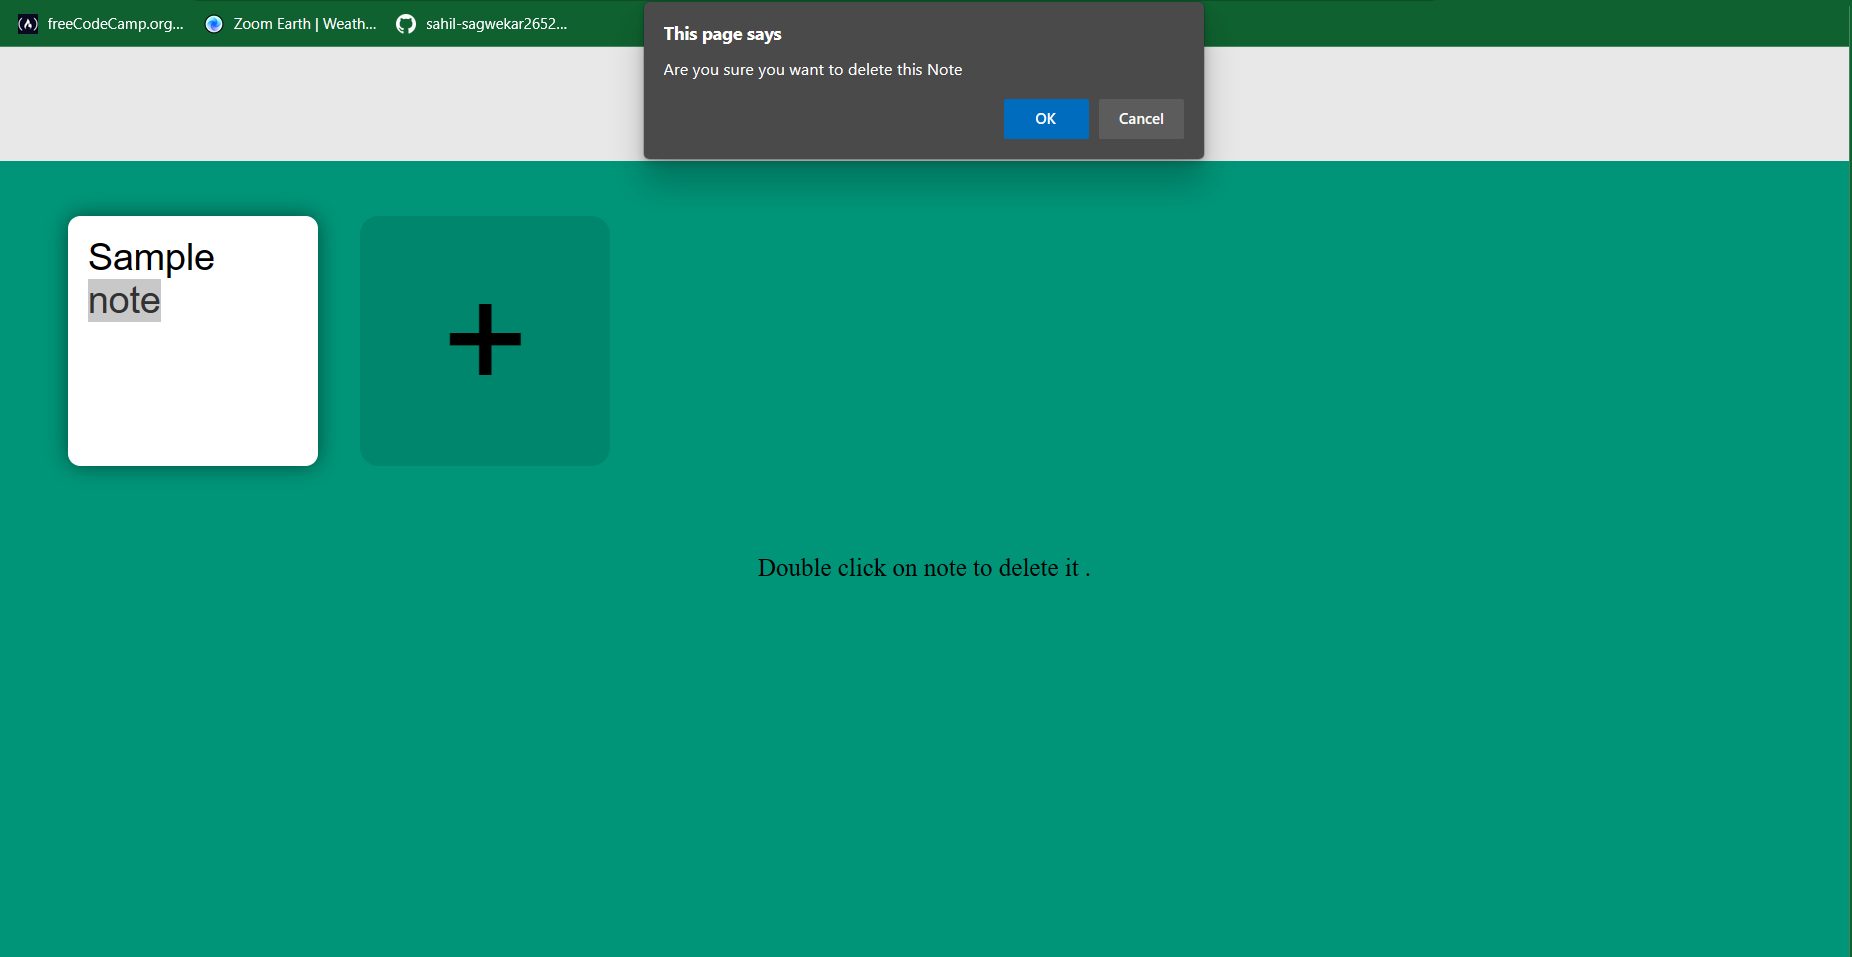 freeCodeCamp.org...
Zoom Earth | Weath...
sahil-sagwekar2652...
This page says
Are you sure you want to delete this Note
OK
Cancel
Sample
note
+
Double click on note to delete it .